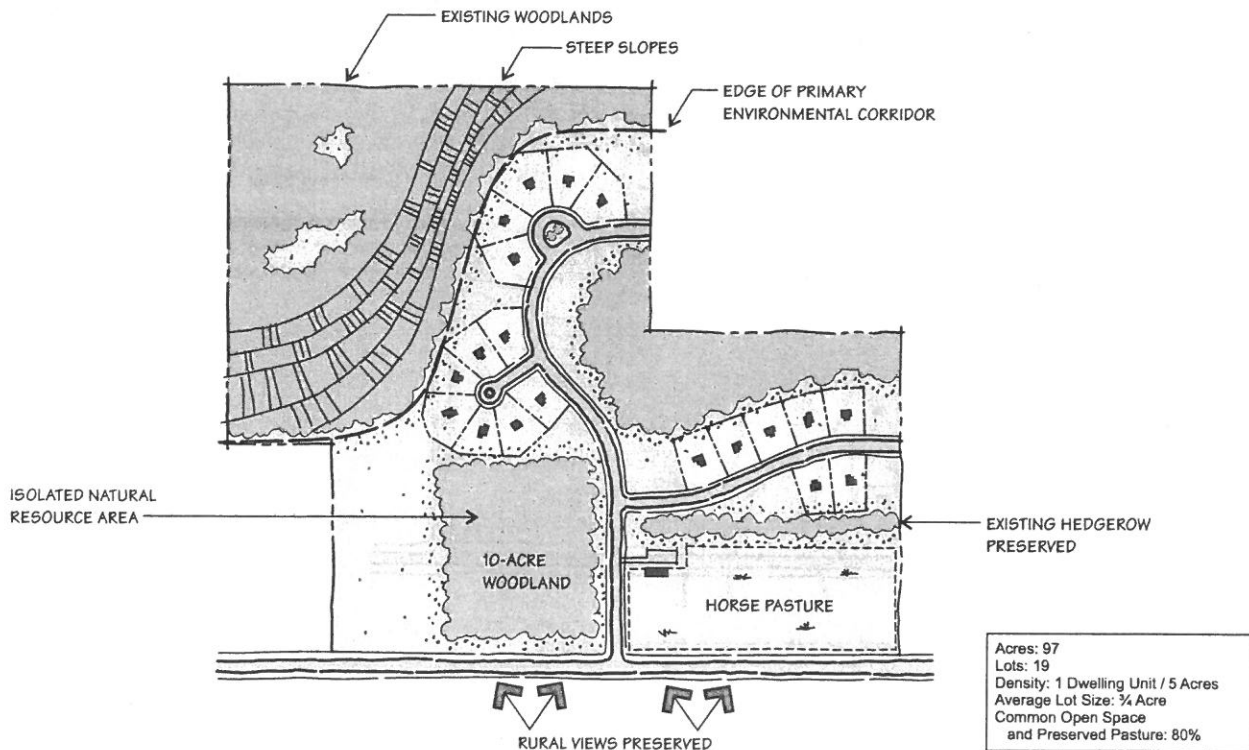 EXISTING WOODLANDS
STEEP SLOPES
EDGE OF PRIMARY
ENVIRONMENTAL CORRIDOR
ISOLATED NATURAL
RESOURCE AREA
10-ACRE
WOODLAND
EXISTING HEDGEROW
PRESERVED
HORSE PASTURE
RURAL VIEWS PRESERVED
Acres: 97
Lots: 19
Density: 1 Dwelling Unit / 5 Acres
Average Lot Size: ¾ Acre
Common Open Space
and Preserved Pasture: 80%